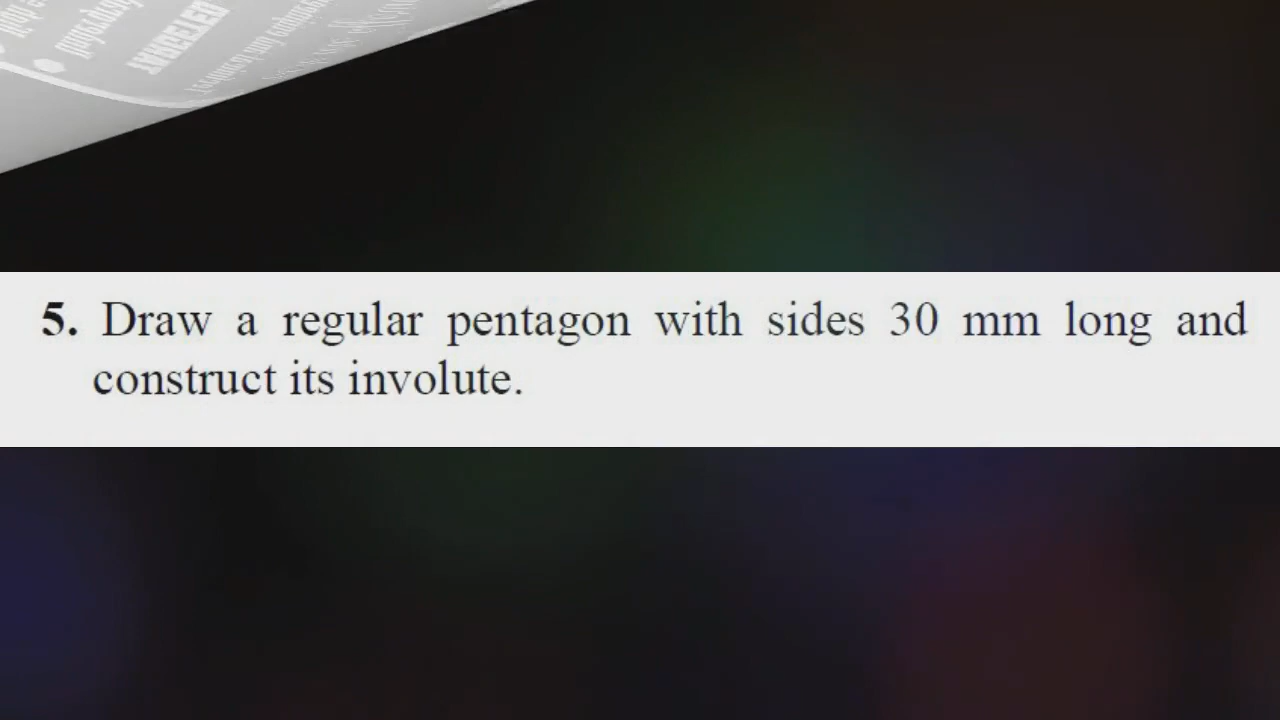 5. Draw a regular pentagon with sides 30 mm long and
construct its involute.